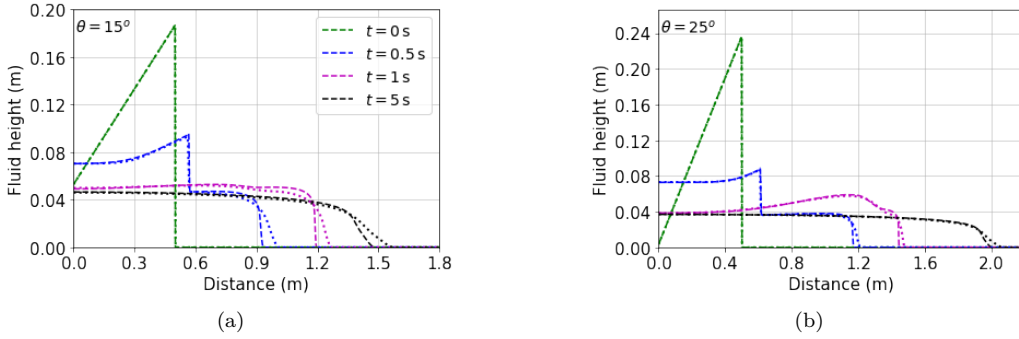 θ = 15°
t = 0 s
t = 0.5 s
t = 1 s
t = 5 s
0.20
0.16
0.12
0.08
0.04
0.00
Fluid height (m)
0.0 0.3 0.6 0.9 1.2 1.5 1.8
Distance (m)
(a)
θ = 25°
0.24
0.20
0.16
0.12
0.08
0.04
0.00
Fluid height (m)
0.0 0.4 0.8 1.2 1.6 2.0
Distance (m)
(b)